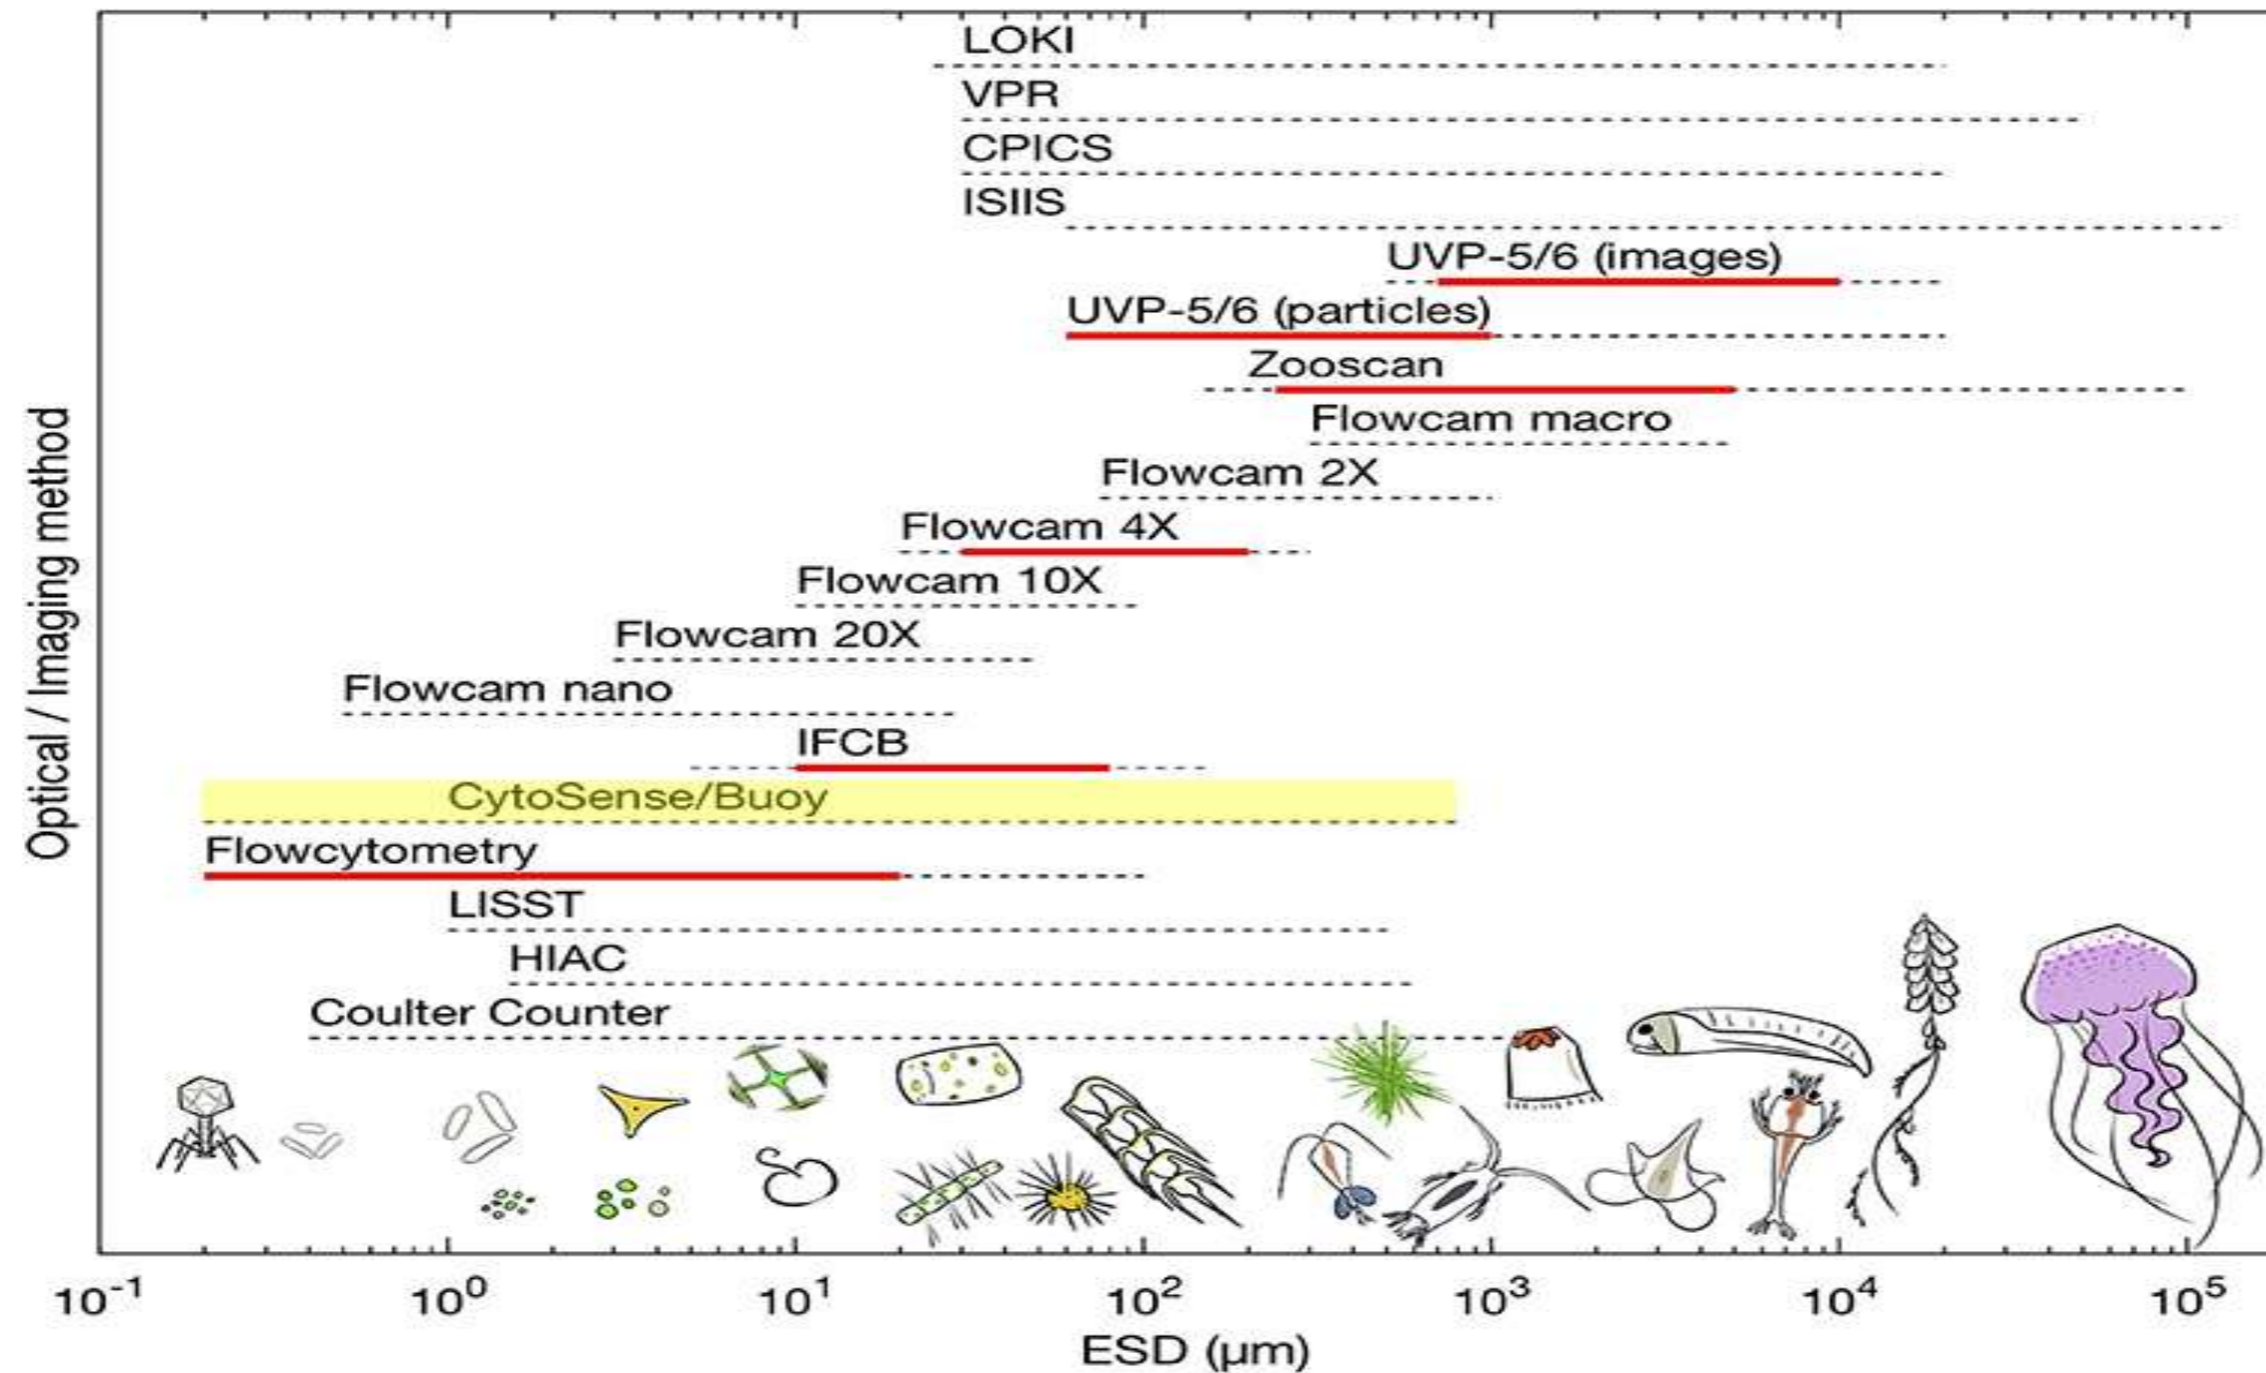 LOKI
VPR
CPICS
ISIIS
UVP-5/6 (images)
UVP-5/6 (particles)
Zooscan
Flowcam macro
Flowcam 2X
Flowcam 4X
Flowcam 10X
Flowcam 20X
Flowcam nano
IFCB
CytoSense/Buoy
Flowcytometry
LISST
HIAC
Coulter Counter
Optical / Imaging method
10⁻¹ 10⁰ 10¹ 10² 10³ 10⁴ 10⁵
ESD (µm)